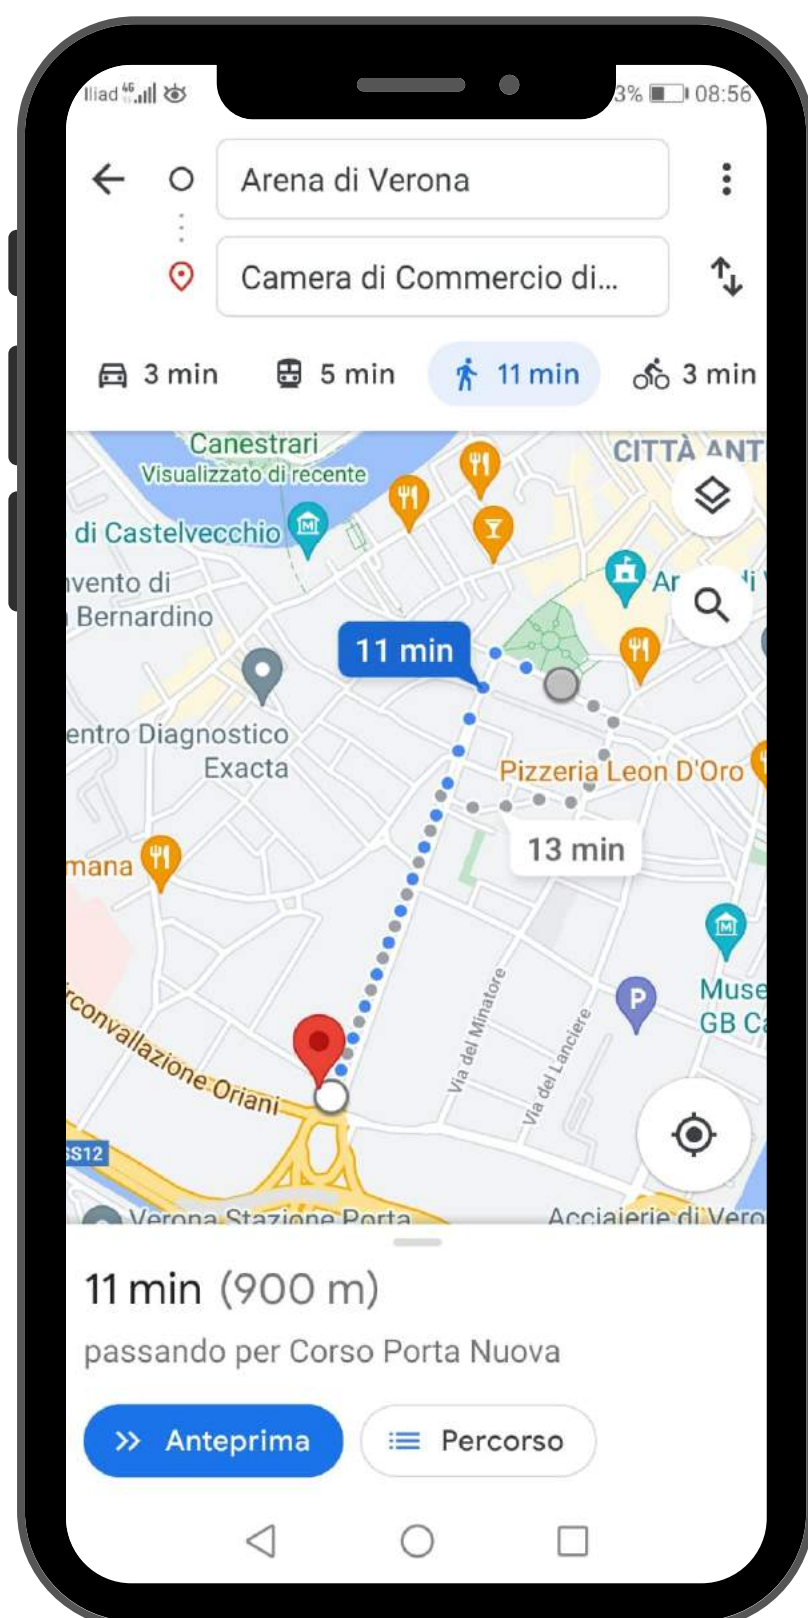 Iliad 4G 3% 08:56
Arena di Verona
Camera di Commercio di...
3 min 5 min 11 min 3 min
Canestrari
Visualizzato di recente
CITTÀ ANT
di Castelvecchio
nvento di
Bernardino
Ar
11 min
entro Diagnostico
Exacta
Pizzeria Leon D'Oro
13 min
mana
Muse
GB Ca
Via del Minatore
Via del Lanciere
P
rconvallazione Oriani
SS12
Verona Stazione Porta
Acciaierie di Vero
11 min (900 m)
passando per Corso Porta Nuova
Anteprima
Percorso